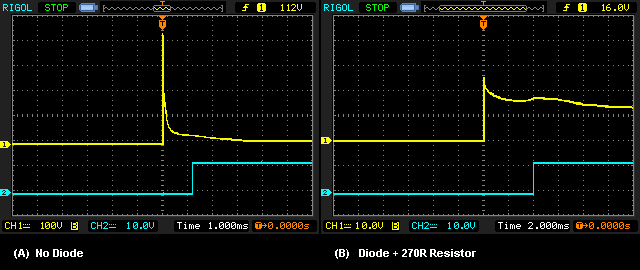 RIGOL STOP T 1 112V
T
1
2
CH1 100V B CH2 10.0V Time 1.000ms T→0.0000s
(A) No Diode
RIGOL STOP T 1 16.0V
T
1
2
CH1 10.0V B CH2 10.0V Time 2.000ms T→0.0000s
(B) Diode + 270R Resistor